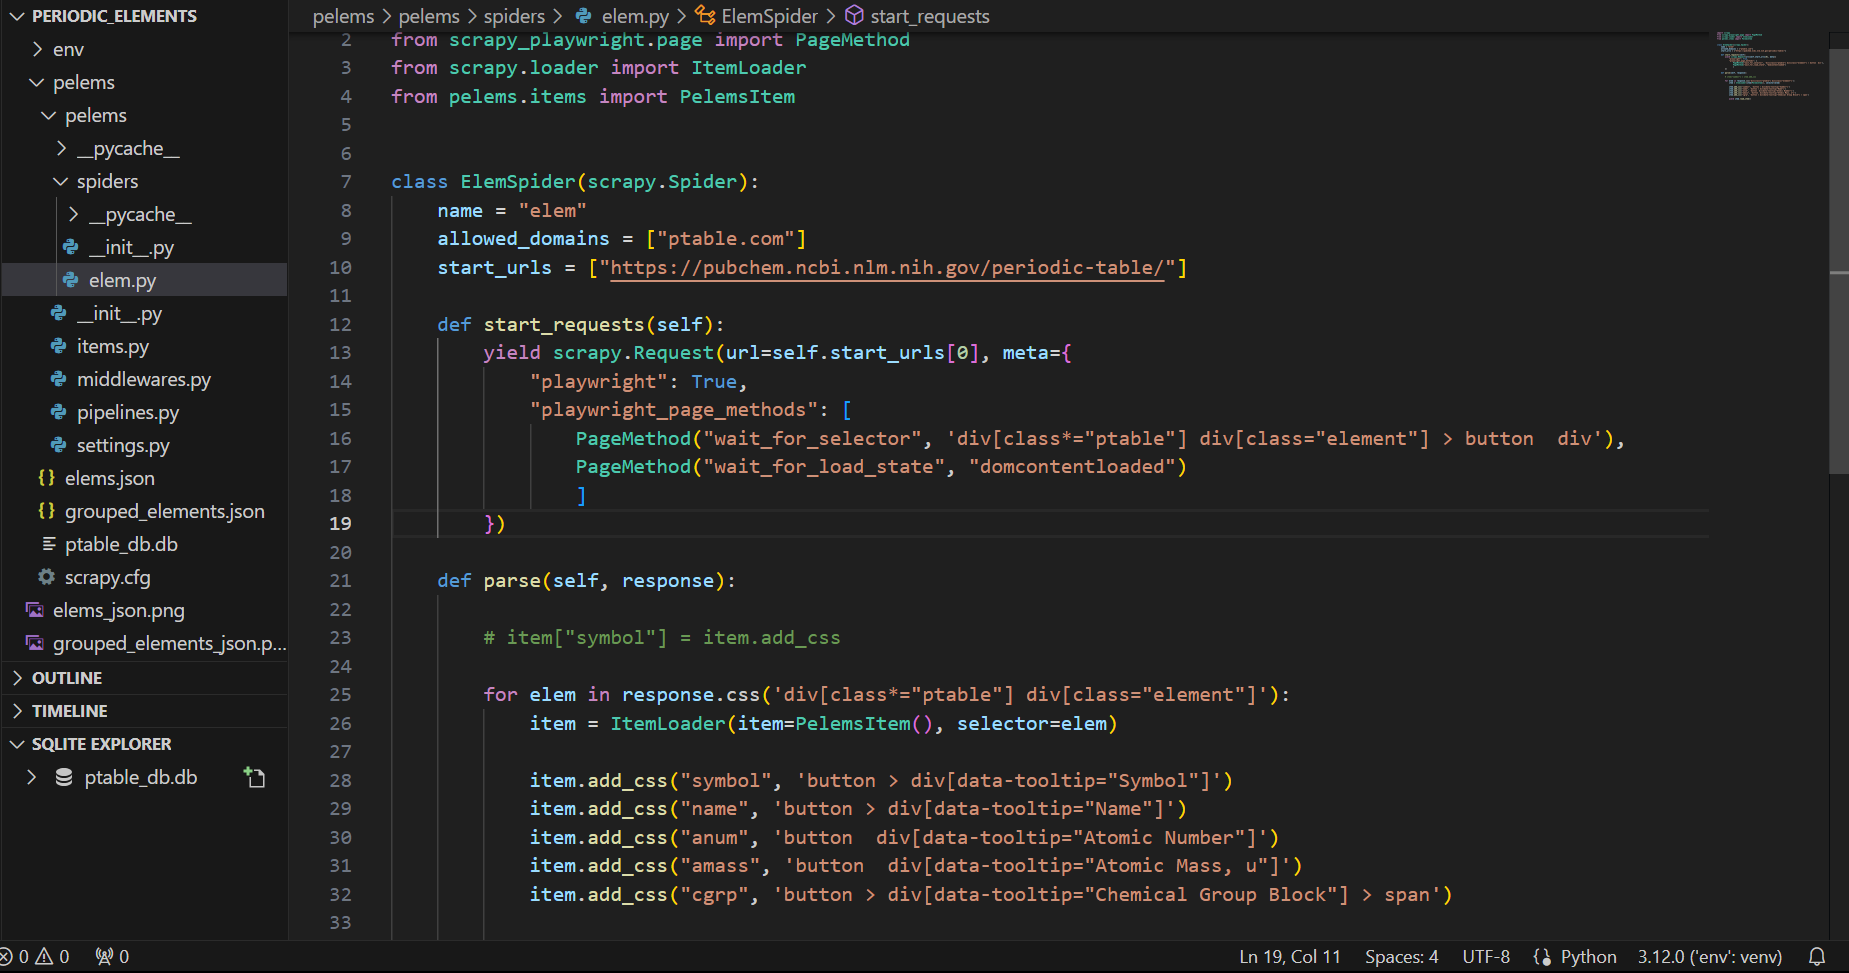 PERIODIC_ELEMENTS
env
pelems
pelems
__pycache__
spiders
__pycache__
__init__.py
elem.py
__init__.py
items.py
middlewares.py
pipelines.py
settings.py
elems.json
grouped_elements.json
ptable_db.db
scrapy.cfg
elems_json.png
grouped_elements_json.p...
OUTLINE
TIMELINE
SQLITE EXPLORER
ptable_db.db
pelems > pelems > spiders > elem.py > ElemSpider > start_requests
2 from scrapy_playwright.page import PageMethod
3 from scrapy.loader import ItemLoader
4 from pelems.items import PelemsItem
5
6
7 class ElemSpider(scrapy.Spider):
8 name = "elem"
9 allowed_domains = ["ptable.com"]
10 start_urls = ["https://pubchem.ncbi.nlm.nih.gov/periodic-table/"]
11
12 def start_requests(self):
13 yield scrapy.Request(url=self.start_urls[0], meta={
14 "playwright": True,
15 "playwright_page_methods": [
16 PageMethod("wait_for_selector", 'div[class*="ptable"] div[class="element"] > button  div'),
17 PageMethod("wait_for_load_state", "domcontentloaded")
18 ]
19 })
20
21 def parse(self, response):
22
23 # item["symbol"] = item.add_css
24
25 for elem in response.css('div[class*="ptable"] div[class="element"]'):
26 item = ItemLoader(item=PelemsItem(), selector=elem)
27
28 item.add_css("symbol", 'button > div[data-tooltip="Symbol"]')
29 item.add_css("name", 'button > div[data-tooltip="Name"]')
30 item.add_css("anum", 'button  div[data-tooltip="Atomic Number"]')
31 item.add_css("amass", 'button  div[data-tooltip="Atomic Mass, u"]')
32 item.add_css("cgrp", 'button > div[data-tooltip="Chemical Group Block"] > span')
33
0 0 0 Ln 19, Col 11 Spaces: 4 UTF-8 Python 3.12.0 ('env': venv)